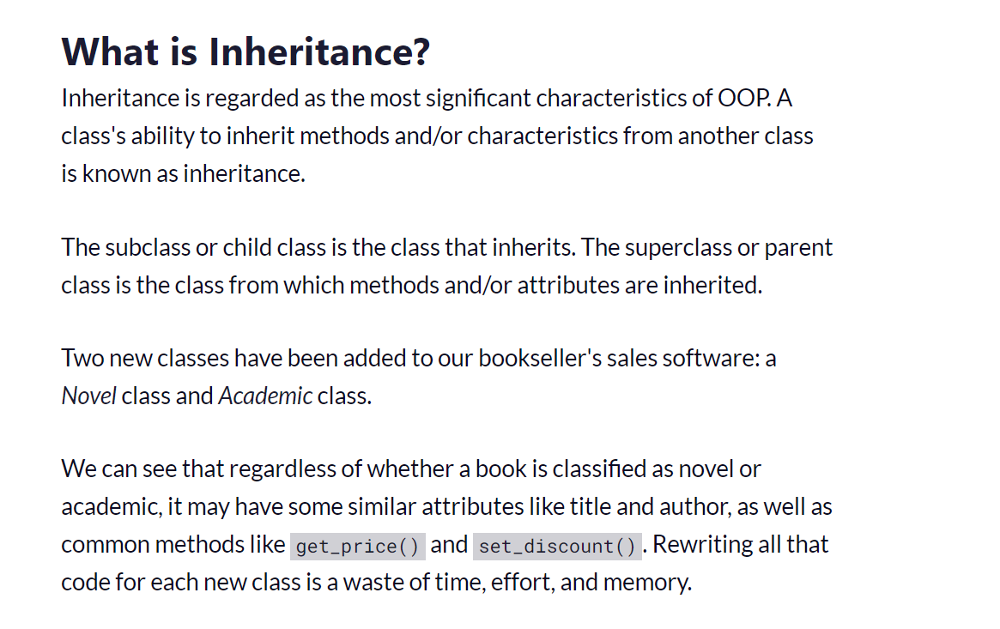 What is Inheritance?
Inheritance is regarded as the most significant characteristics of OOP. A
class's ability to inherit methods and/or characteristics from another class
is known as inheritance.
The subclass or child class is the class that inherits. The superclass or parent
class is the class from which methods and/or attributes are inherited.
Two new classes have been added to our bookseller's sales software: a
Novel class and Academic class.
We can see that regardless of whether a book is classified as novel or
academic, it may have some similar attributes like title and author, as well as
common methods like get_price() and set_discount(). Rewriting all that
code for each new class is a waste of time, effort, and memory.